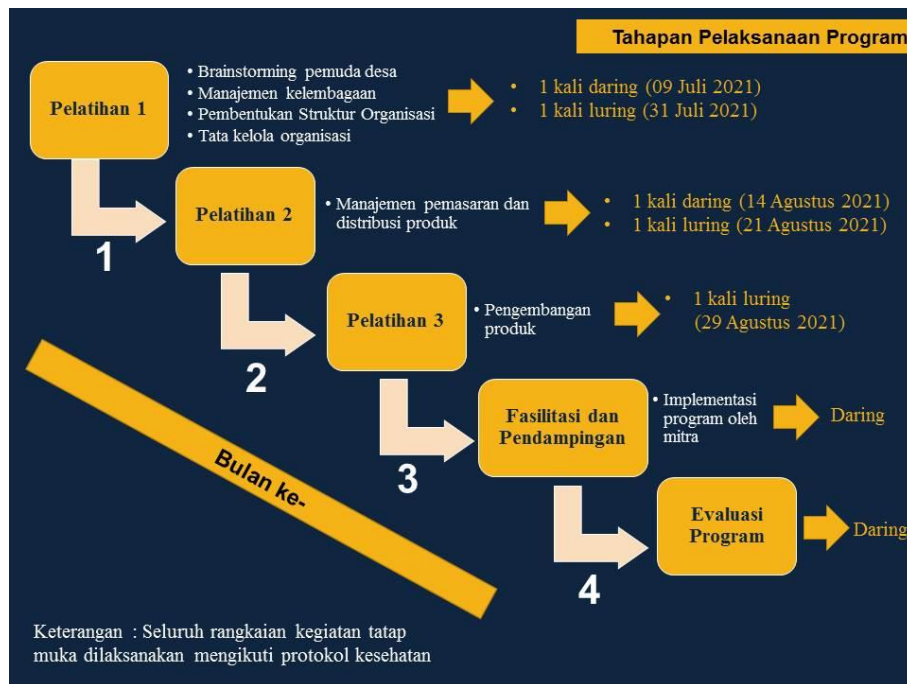 Tahapan Pelaksanaan Program
Pelatihan 1
• Brainstorming pemuda desa
• Manajemen kelembagaan
• Pembentukan Struktur Organisasi
• Tata kelola organisasi
• 1 kali daring (09 Juli 2021)
• 1 kali luring (31 Juli 2021)
1
Pelatihan 2
• Manajemen pemasaran dan
distribusi produk
• 1 kali daring (14 Agustus 2021)
• 1 kali luring (21 Agustus 2021)
2
Pelatihan 3
• Pengembangan
produk
• 1 kali luring
(29 Agustus 2021)
3
Fasilitasi dan
Pendampingan
• Implementasi
program oleh
mitra
Daring
4
Evaluasi
Program
Daring
Bulan ke-
Keterangan : Seluruh rangkaian kegiatan tatap
muka dilaksanakan mengikuti protokol kesehatan